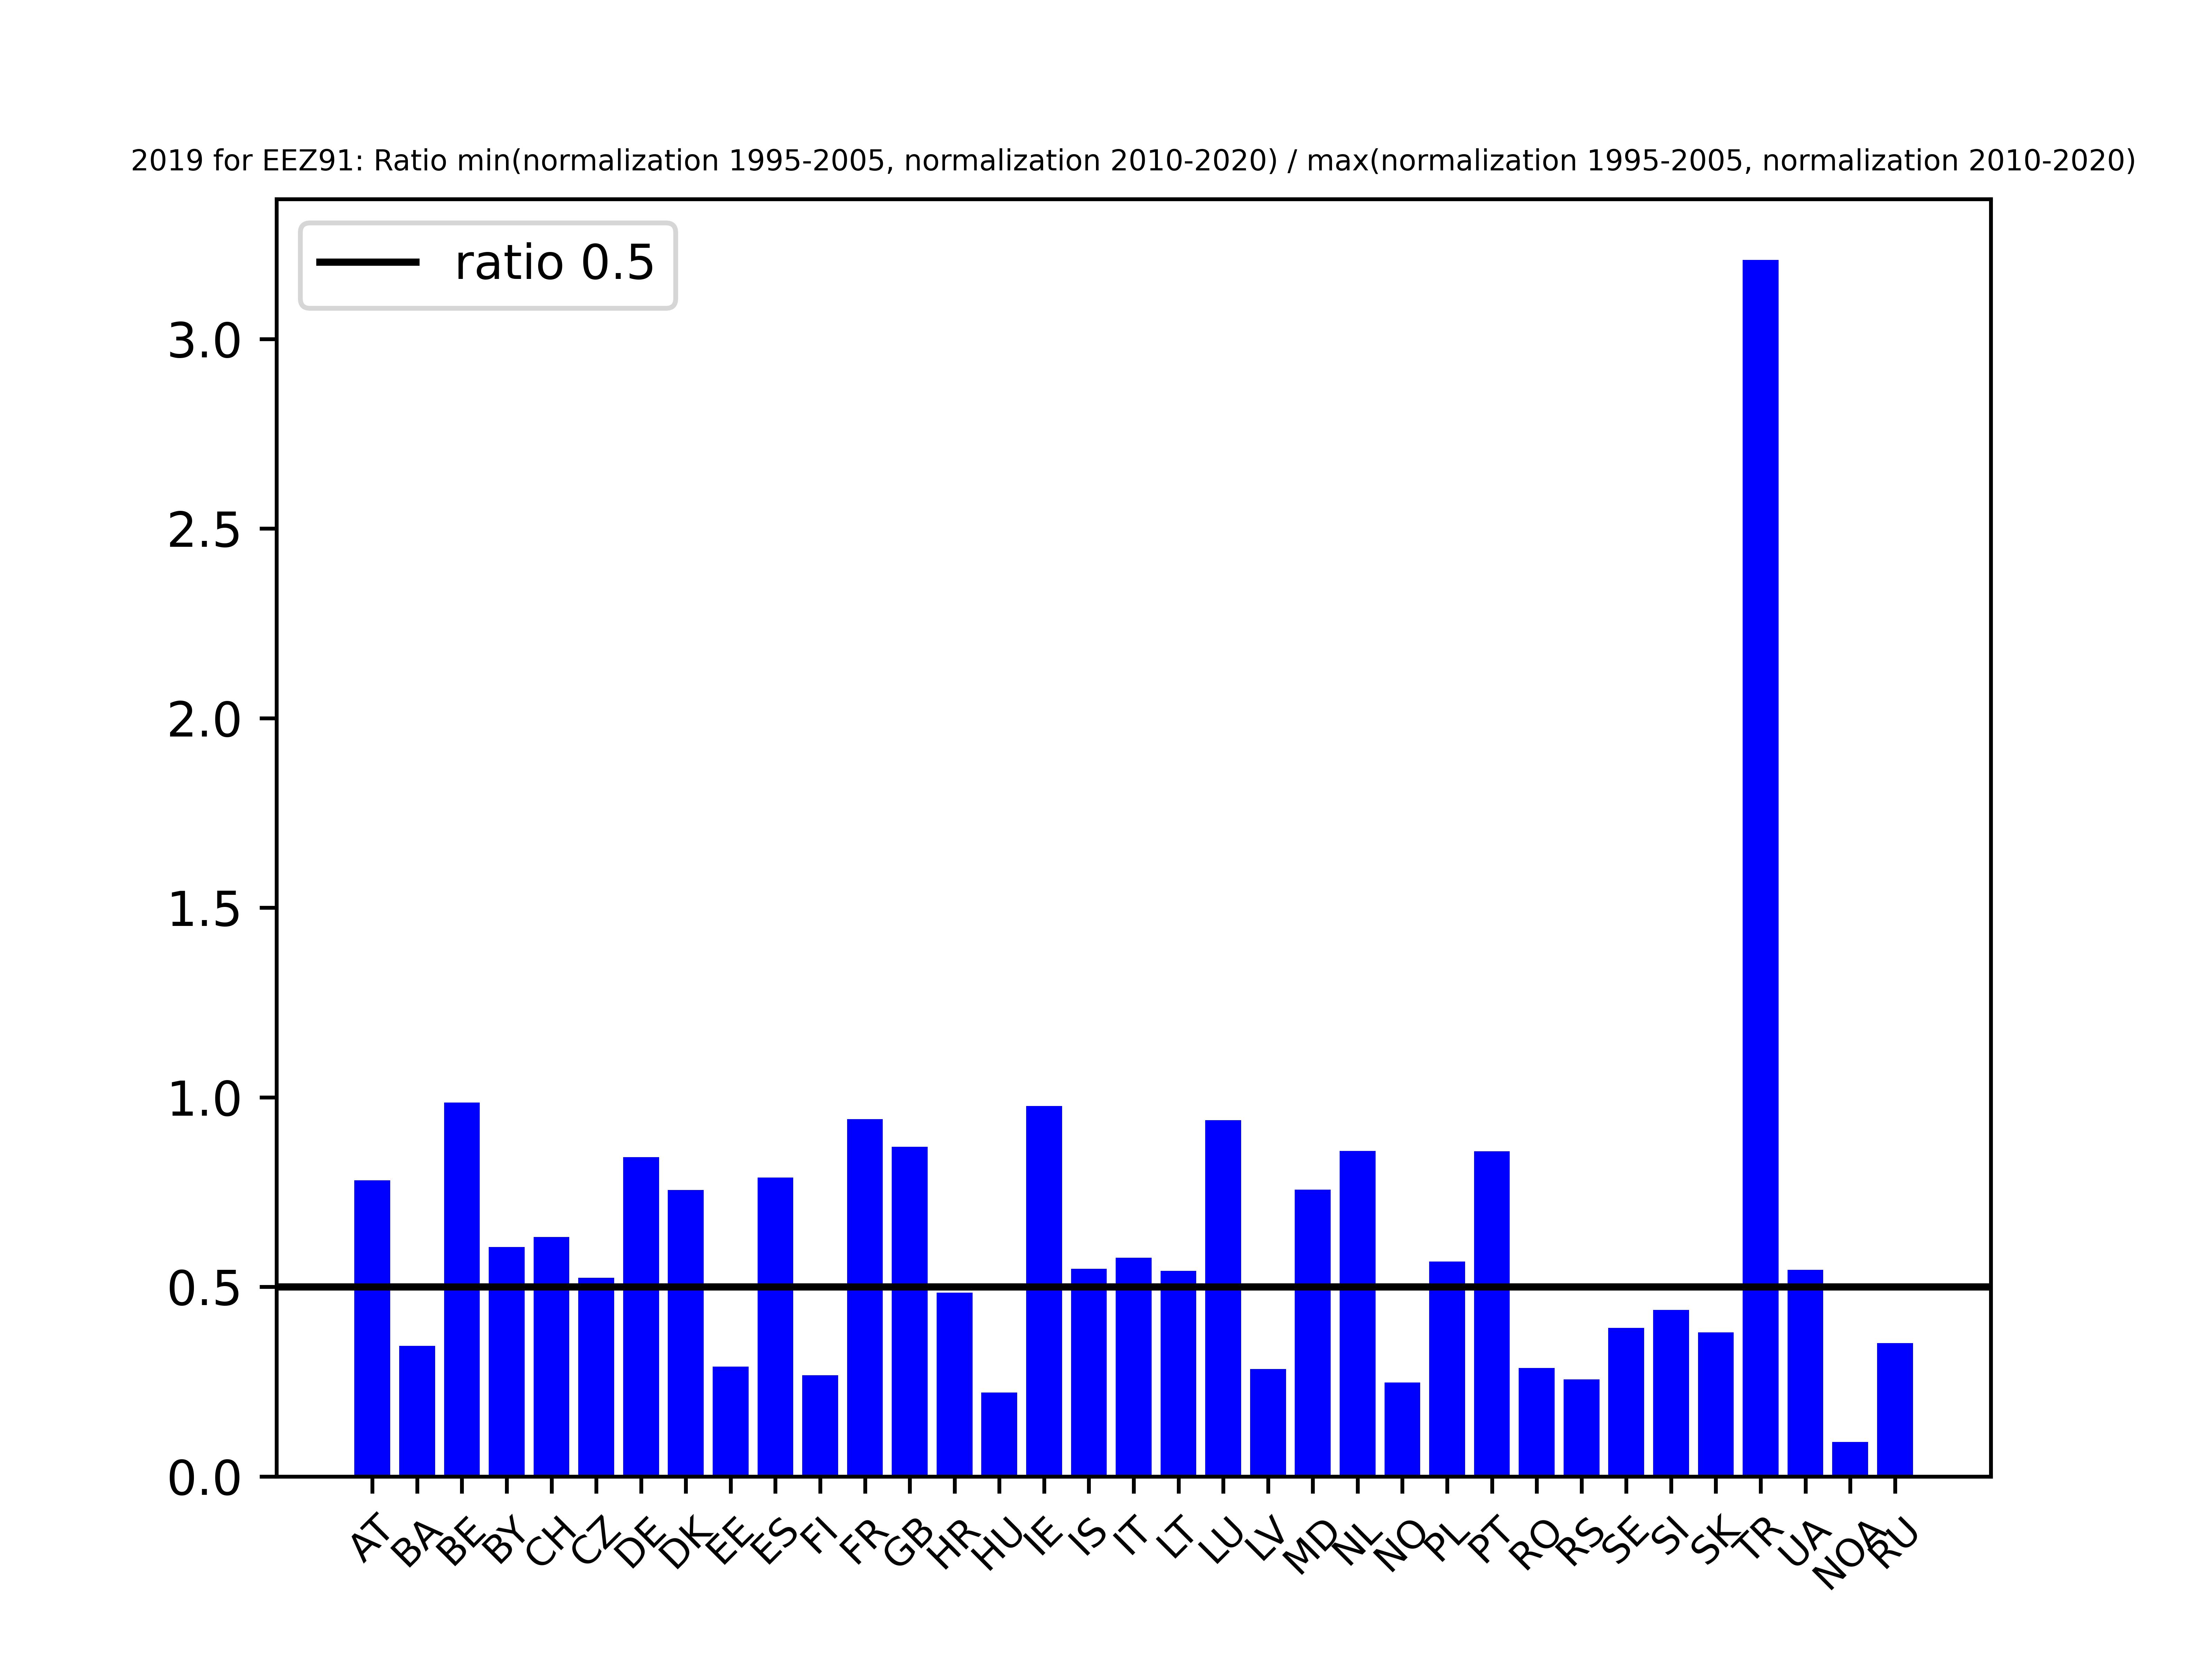 2019 for EEZ91: Ratio min(normalization 1995-2005, normalization 2010-2020) / max(normalization 1995-2005, normalization 2010-2020)
ratio 0.5
3.0
2.5
2.0
1.5
1.0
0.5
0.0
AT BA BE BY CH CZ DE DK EE ES FI FR GB HR HU IE IS IT LT LU LV MD NL NO PL PT RO RS SE SI SK TR UA NOA RU